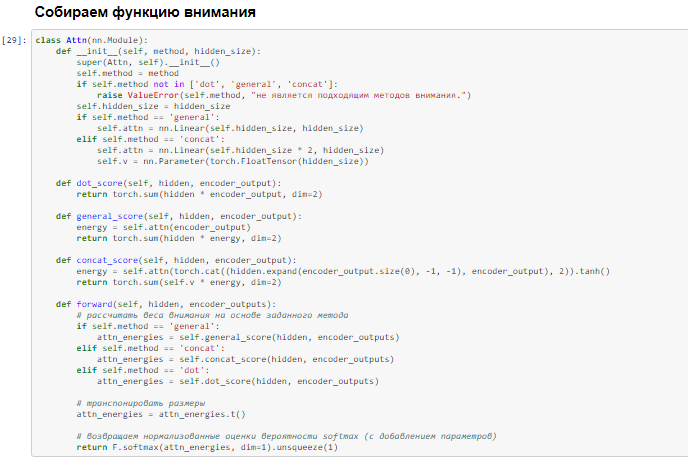 Собираем функцию внимания
[29]: class Attn(nn.Module):
    def __init__(self, method, hidden_size):
        super(Attn, self).__init__()
        self.method = method
        if self.method not in ['dot', 'general', 'concat']:
            raise ValueError(self.method, "не является подходящим методов внимания.")
        self.hidden_size = hidden_size
        if self.method == 'general':
            self.attn = nn.Linear(self.hidden_size, hidden_size)
        elif self.method == 'concat':
            self.attn = nn.Linear(self.hidden_size * 2, hidden_size)
            self.v = nn.Parameter(torch.FloatTensor(hidden_size))
    def dot_score(self, hidden, encoder_output):
        return torch.sum(hidden * encoder_output, dim=2)
    def general_score(self, hidden, encoder_output):
        energy = self.attn(encoder_output)
        return torch.sum(hidden * energy, dim=2)
    def concat_score(self, hidden, encoder_output):
        energy = self.attn(torch.cat((hidden.expand(encoder_output.size(0), -1, -1), encoder_output), 2)).tanh()
        return torch.sum(self.v * energy, dim=2)
    def forward(self, hidden, encoder_outputs):
        # рассчитать веса внимания на основе заданного метода
        if self.method == 'general':
            attn_energies = self.general_score(hidden, encoder_outputs)
        elif self.method == 'concat':
            attn_energies = self.concat_score(hidden, encoder_outputs)
        elif self.method == 'dot':
            attn_energies = self.dot_score(hidden, encoder_outputs)
        # транспонировать размеры
        attn_energies = attn_energies.t()
        # возвращаем нормализованные оценки вероятности softmax (с добавлением параметров)
        return F.softmax(attn_energies, dim=1).unsqueeze(1)